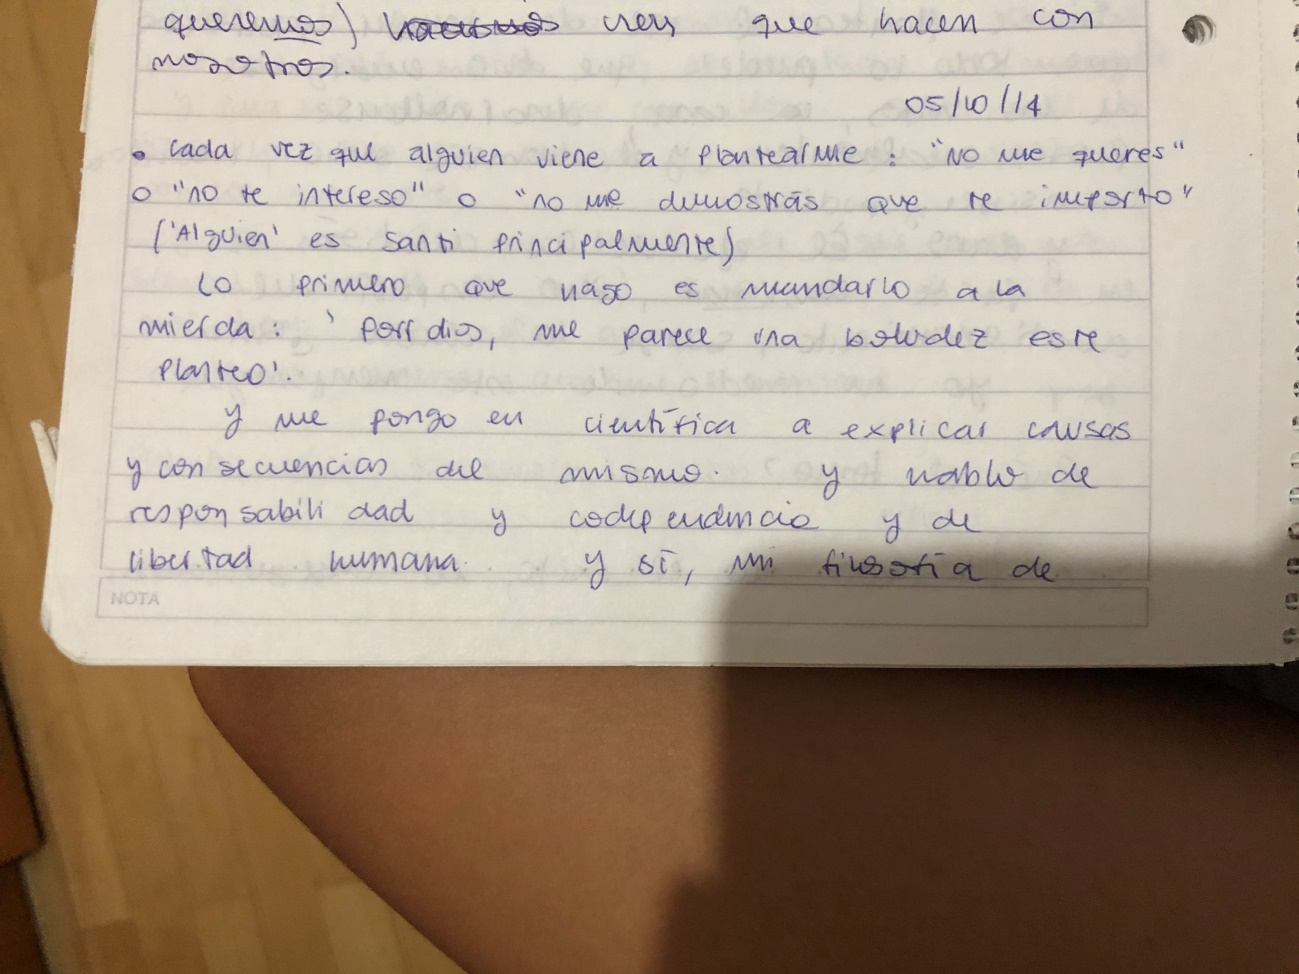 queremos) ven que hacen con
nosotros.
05/10/14
• cada vez que alguien viene a plantearme : "no me queres"
o "no te intereso" o "no me demostrás que te importo"
('Alguien' es Santi principalmente)
Lo primero que hago es mandarlo a la
mierda : 'Por dios, me parece una boludez este
planteo'.
Y me pongo en científica a explicar causas
y consecuencias del mismo. Y hablo de
responsabilidad y codependencia y de
libertad humana. Y sí, mi filosofía de
NOTA